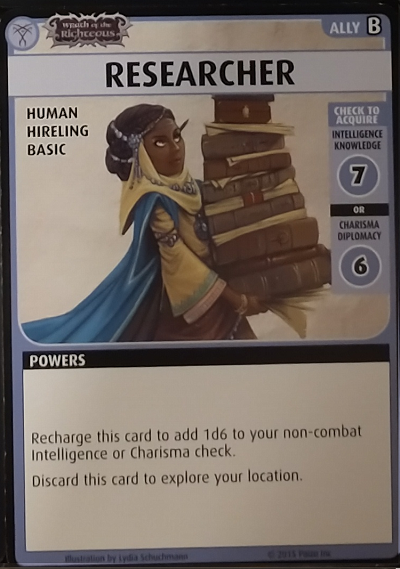 Wrath of the
Righteous
ALLY B
RESEARCHER
HUMAN
HIRELING
BASIC
CHECK TO
ACQUIRE
INTELLIGENCE
KNOWLEDGE
7
OR
CHARISMA
DIPLOMACY
6
POWERS
Recharge this card to add 1d6 to your non-combat
Intelligence or Charisma check.
Discard this card to explore your location.
Illustration by Lydia Schuchmann
© 2015 Paizo Inc.